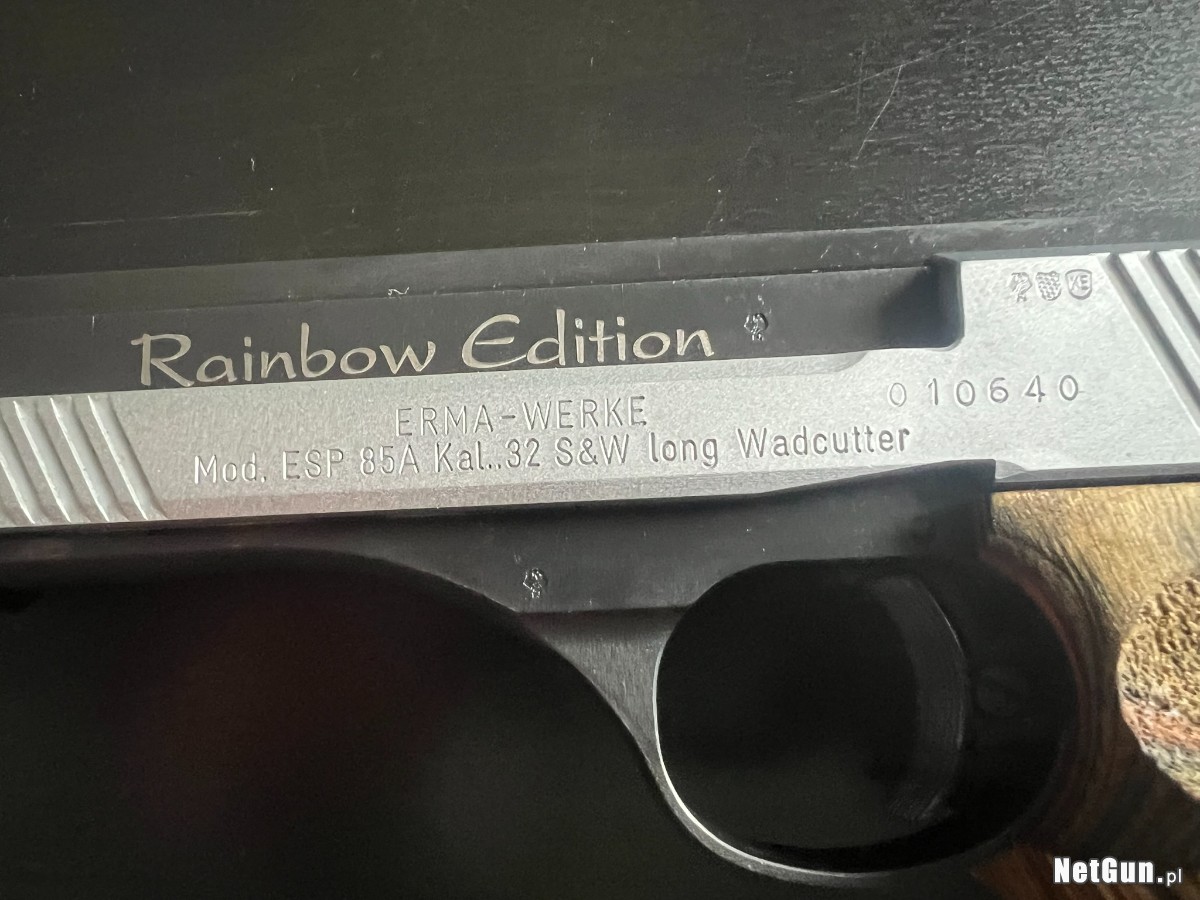 Rainbow Edition
ERMA-WERKE
010640
Mod. ESP 85A Kal..32 S&W long Wadcutter
NetGun.pl